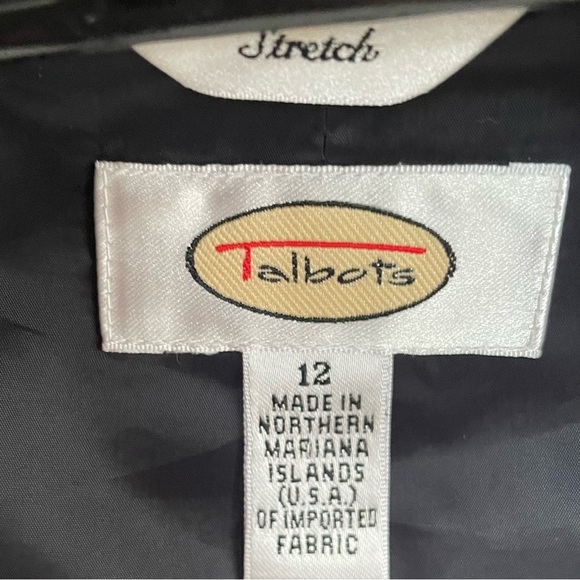 Stretch
Talbots
12
MADE IN
NORTHERN
MARIANA
ISLANDS
(U.S.A.)
OF IMPORTED
FABRIC